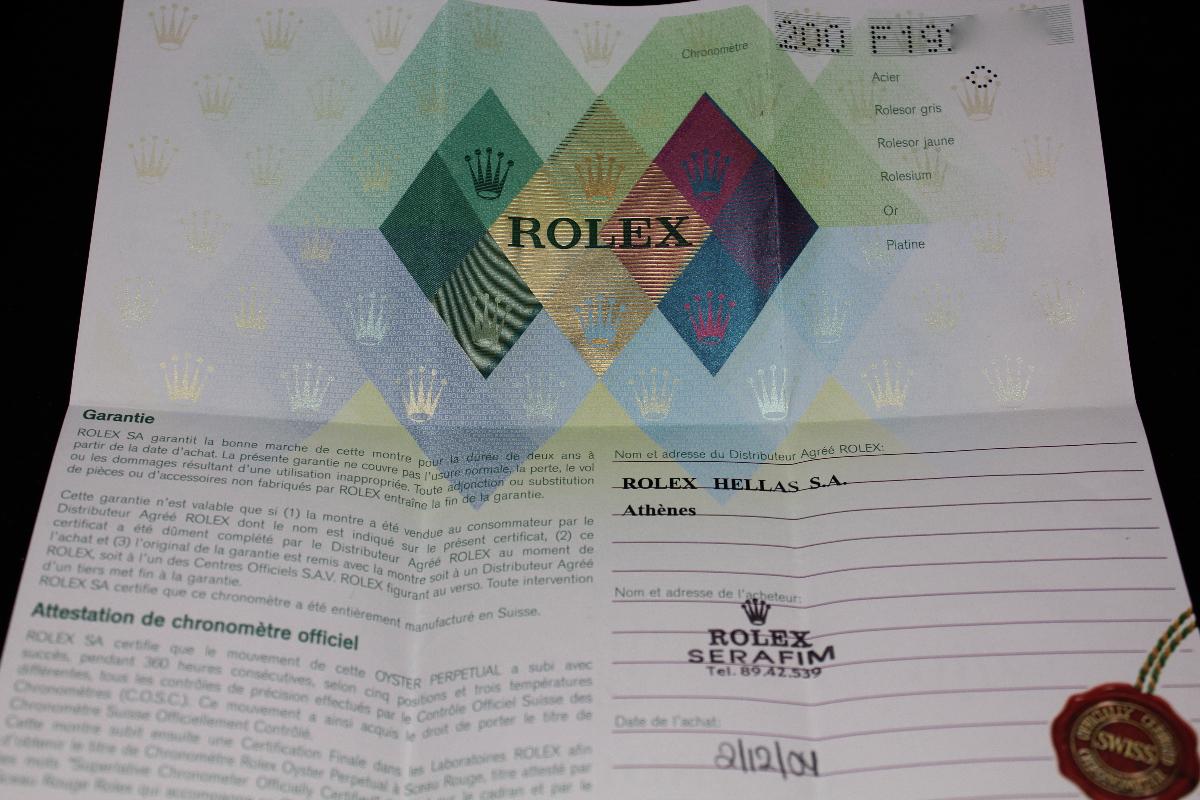 Chronomètre
200 F19
Acier
Rolesor gris
Rolesor jaune
Rolesium
Or
Platine
ROLEX
Garantie
ROLEX SA garantit la bonne marche de cette montre pour la durée de deux ans à
partir de la date d'achat. La présente garantie ne couvre pas l'usure normale, la perte, le vol
ou les dommages résultant d'une utilisation inappropriée. Toute adjonction ou substitution
de pièces ou d'accessoires non fabriqués par ROLEX entraîne la fin de la garantie.
Cette garantie n'est valable que si (1) la montre a été vendue au consommateur par le
Distributeur Agréé ROLEX dont le nom est indiqué sur le présent certificat, (2) ce
certificat a été dûment complété par le Distributeur Agréé ROLEX au moment de
l'achat et (3) l'original de la garantie est remis avec la montre soit à un Distributeur Agréé
ROLEX, soit à l'un des Centres Officiels S.A.V. ROLEX figurant au verso. Toute intervention
d'un tiers met fin à la garantie.
ROLEX SA certifie que ce chronomètre a été entièrement manufacturé en Suisse.
Attestation de chronomètre officiel
ROLEX SA certifie que le mouvement de cette OYSTER PERPETUAL a subi avec
succès, pendant 360 heures consécutives, selon cinq positions et trois températures
différentes, tous les contrôles de précision effectués par le Contrôle Officiel Suisse des
Chronomètres (C.O.S.C.). Ce mouvement a ainsi acquis le droit de porter le titre de
Chronomètre Suisse Officiellement Contrôlé.
Cette montre subit ensuite une Certification Finale dans les Laboratoires ROLEX afin
d'obtenir le titre de Chronomètre Rolex Oyster Perpetual à Sceau Rouge, titre attesté par
les mots "Superlative Chronometer Officially Certified" sur le cadran et par le
Sceau Rouge Rolex qui accompagne
Nom et adresse du Distributeur Agréé ROLEX:
ROLEX HELLAS S.A.
Athènes
Nom et adresse de l'acheteur:
ROLEX
SERAFIM
Tel. 89.42.539
Date de l'achat:
2/12/04
SWISS